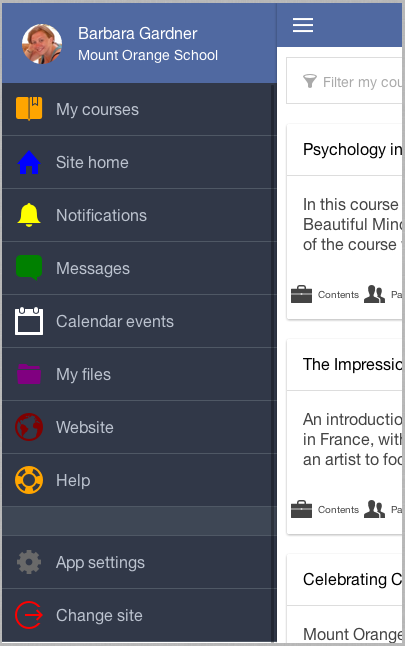 Barbara Gardner
Mount Orange School
My courses
Site home
Notifications
Messages
Calendar events
My files
Website
Help
App settings
Change site
Filter my cou
Psychology in
In this course
Beautiful Mind
of the course
Contents
Pa
The Impressio
An introductio
in France, with
an artist to foc
Contents
Pa
Celebrating C
Mount Orange